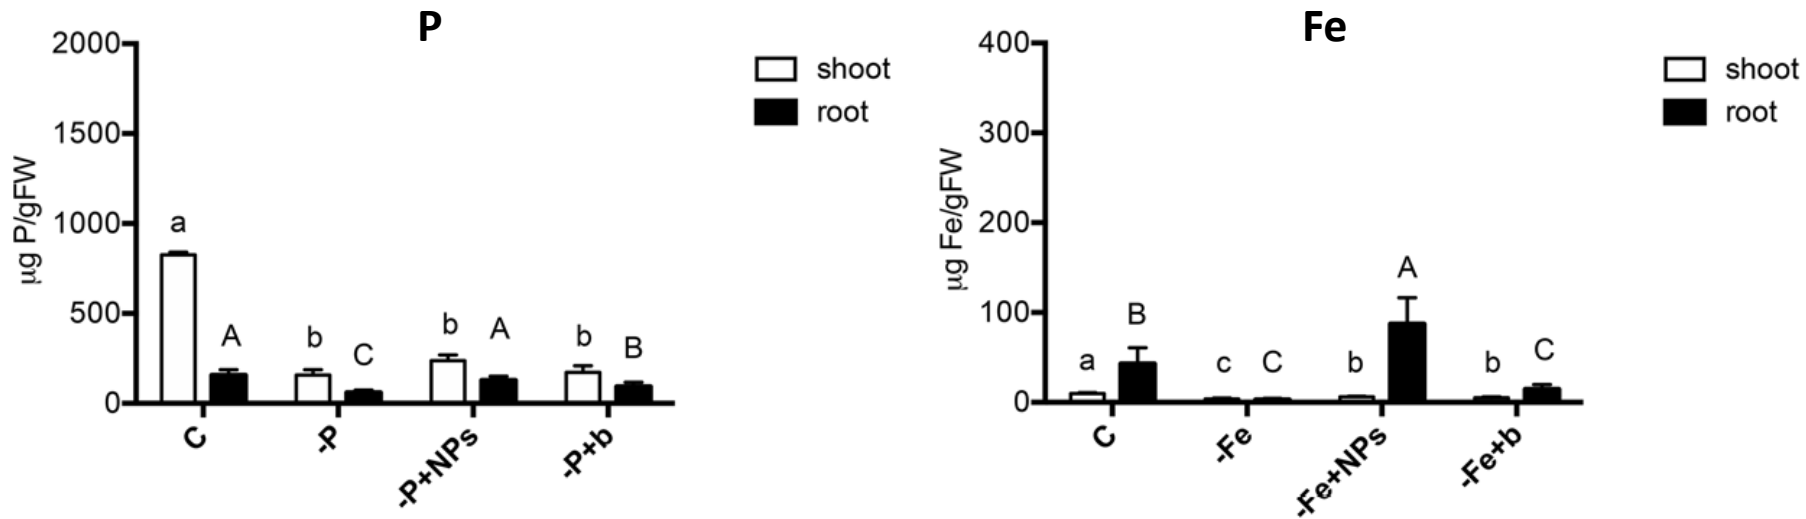 P
2000
1500
1000
500
0
µg P/gFW
shoot
root
a
A
b
C
b
A
b
B
C
-P
-P+NPs
-P+b
Fe
400
300
200
100
0
µg Fe/gFW
shoot
root
a
B
c
C
b
A
b
C
C
-Fe
-Fe+NPs
-Fe+b